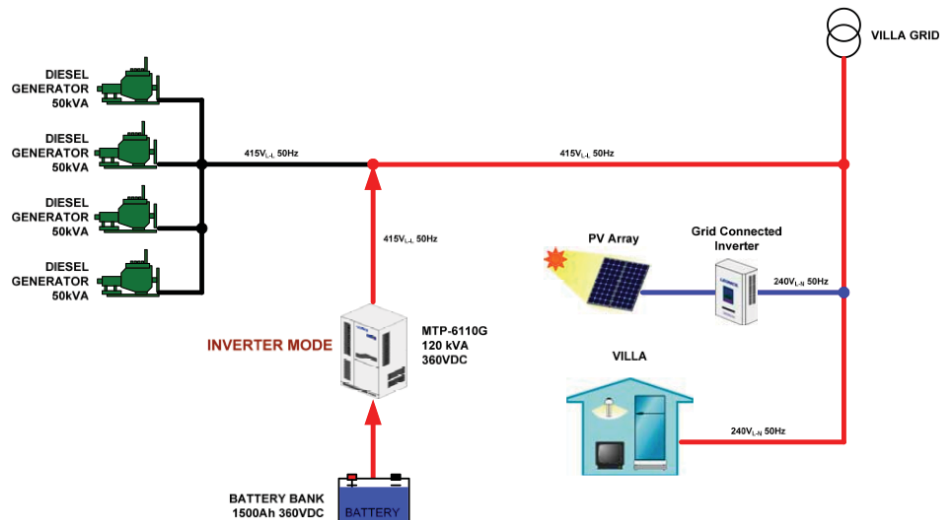 VILLA GRID
DIESEL
GENERATOR
50kVA
DIESEL
GENERATOR
50kVA
DIESEL
GENERATOR
50kVA
DIESEL
GENERATOR
50kVA
415VL-L 50Hz
415VL-L 50Hz
415VL-L 50Hz
PV Array
Grid Connected
Inverter
240VL-N 50Hz
INVERTER MODE
MTP-6110G
120 kVA
360VDC
VILLA
240VL-N 50Hz
BATTERY BANK
1500Ah 360VDC
BATTERY